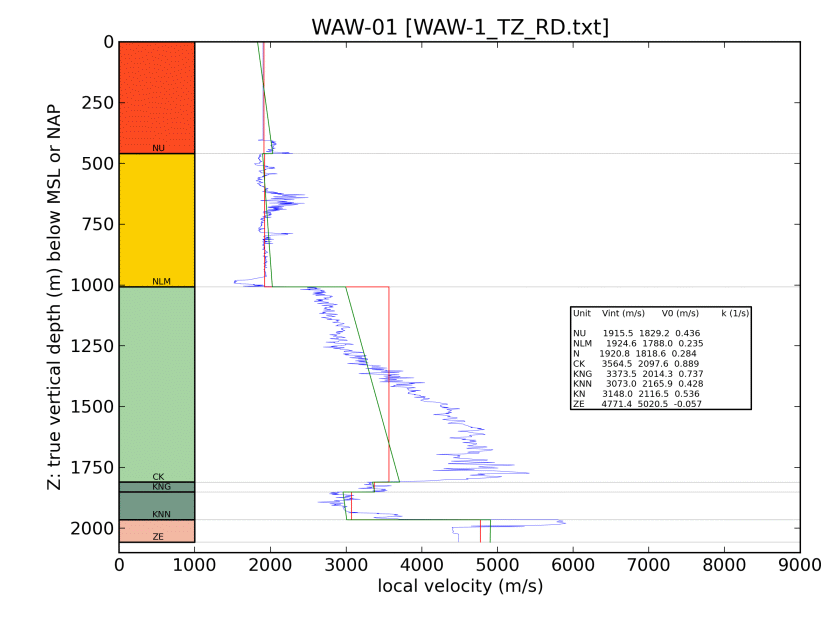 WAW-01 [WAW-1_TZ_RD.txt]
Z: true vertical depth (m) below MSL or NAP
0
250
500
750
1000
1250
1500
1750
2000
NU
NLM
CK
KNG
KNN
ZE
Unit Vint (m/s) V0 (m/s) k (1/s)
NU 1915.5 1829.2 0.436
NLM 1924.6 1788.0 0.235
N 1920.8 1818.6 0.284
CK 3564.5 2097.6 0.889
KNG 3373.5 2014.3 0.737
KNN 3073.0 2165.9 0.428
KN 3148.0 2116.5 0.536
ZE 4771.4 5020.5 -0.057
0 1000 2000 3000 4000 5000 6000 7000 8000 9000
local velocity (m/s)